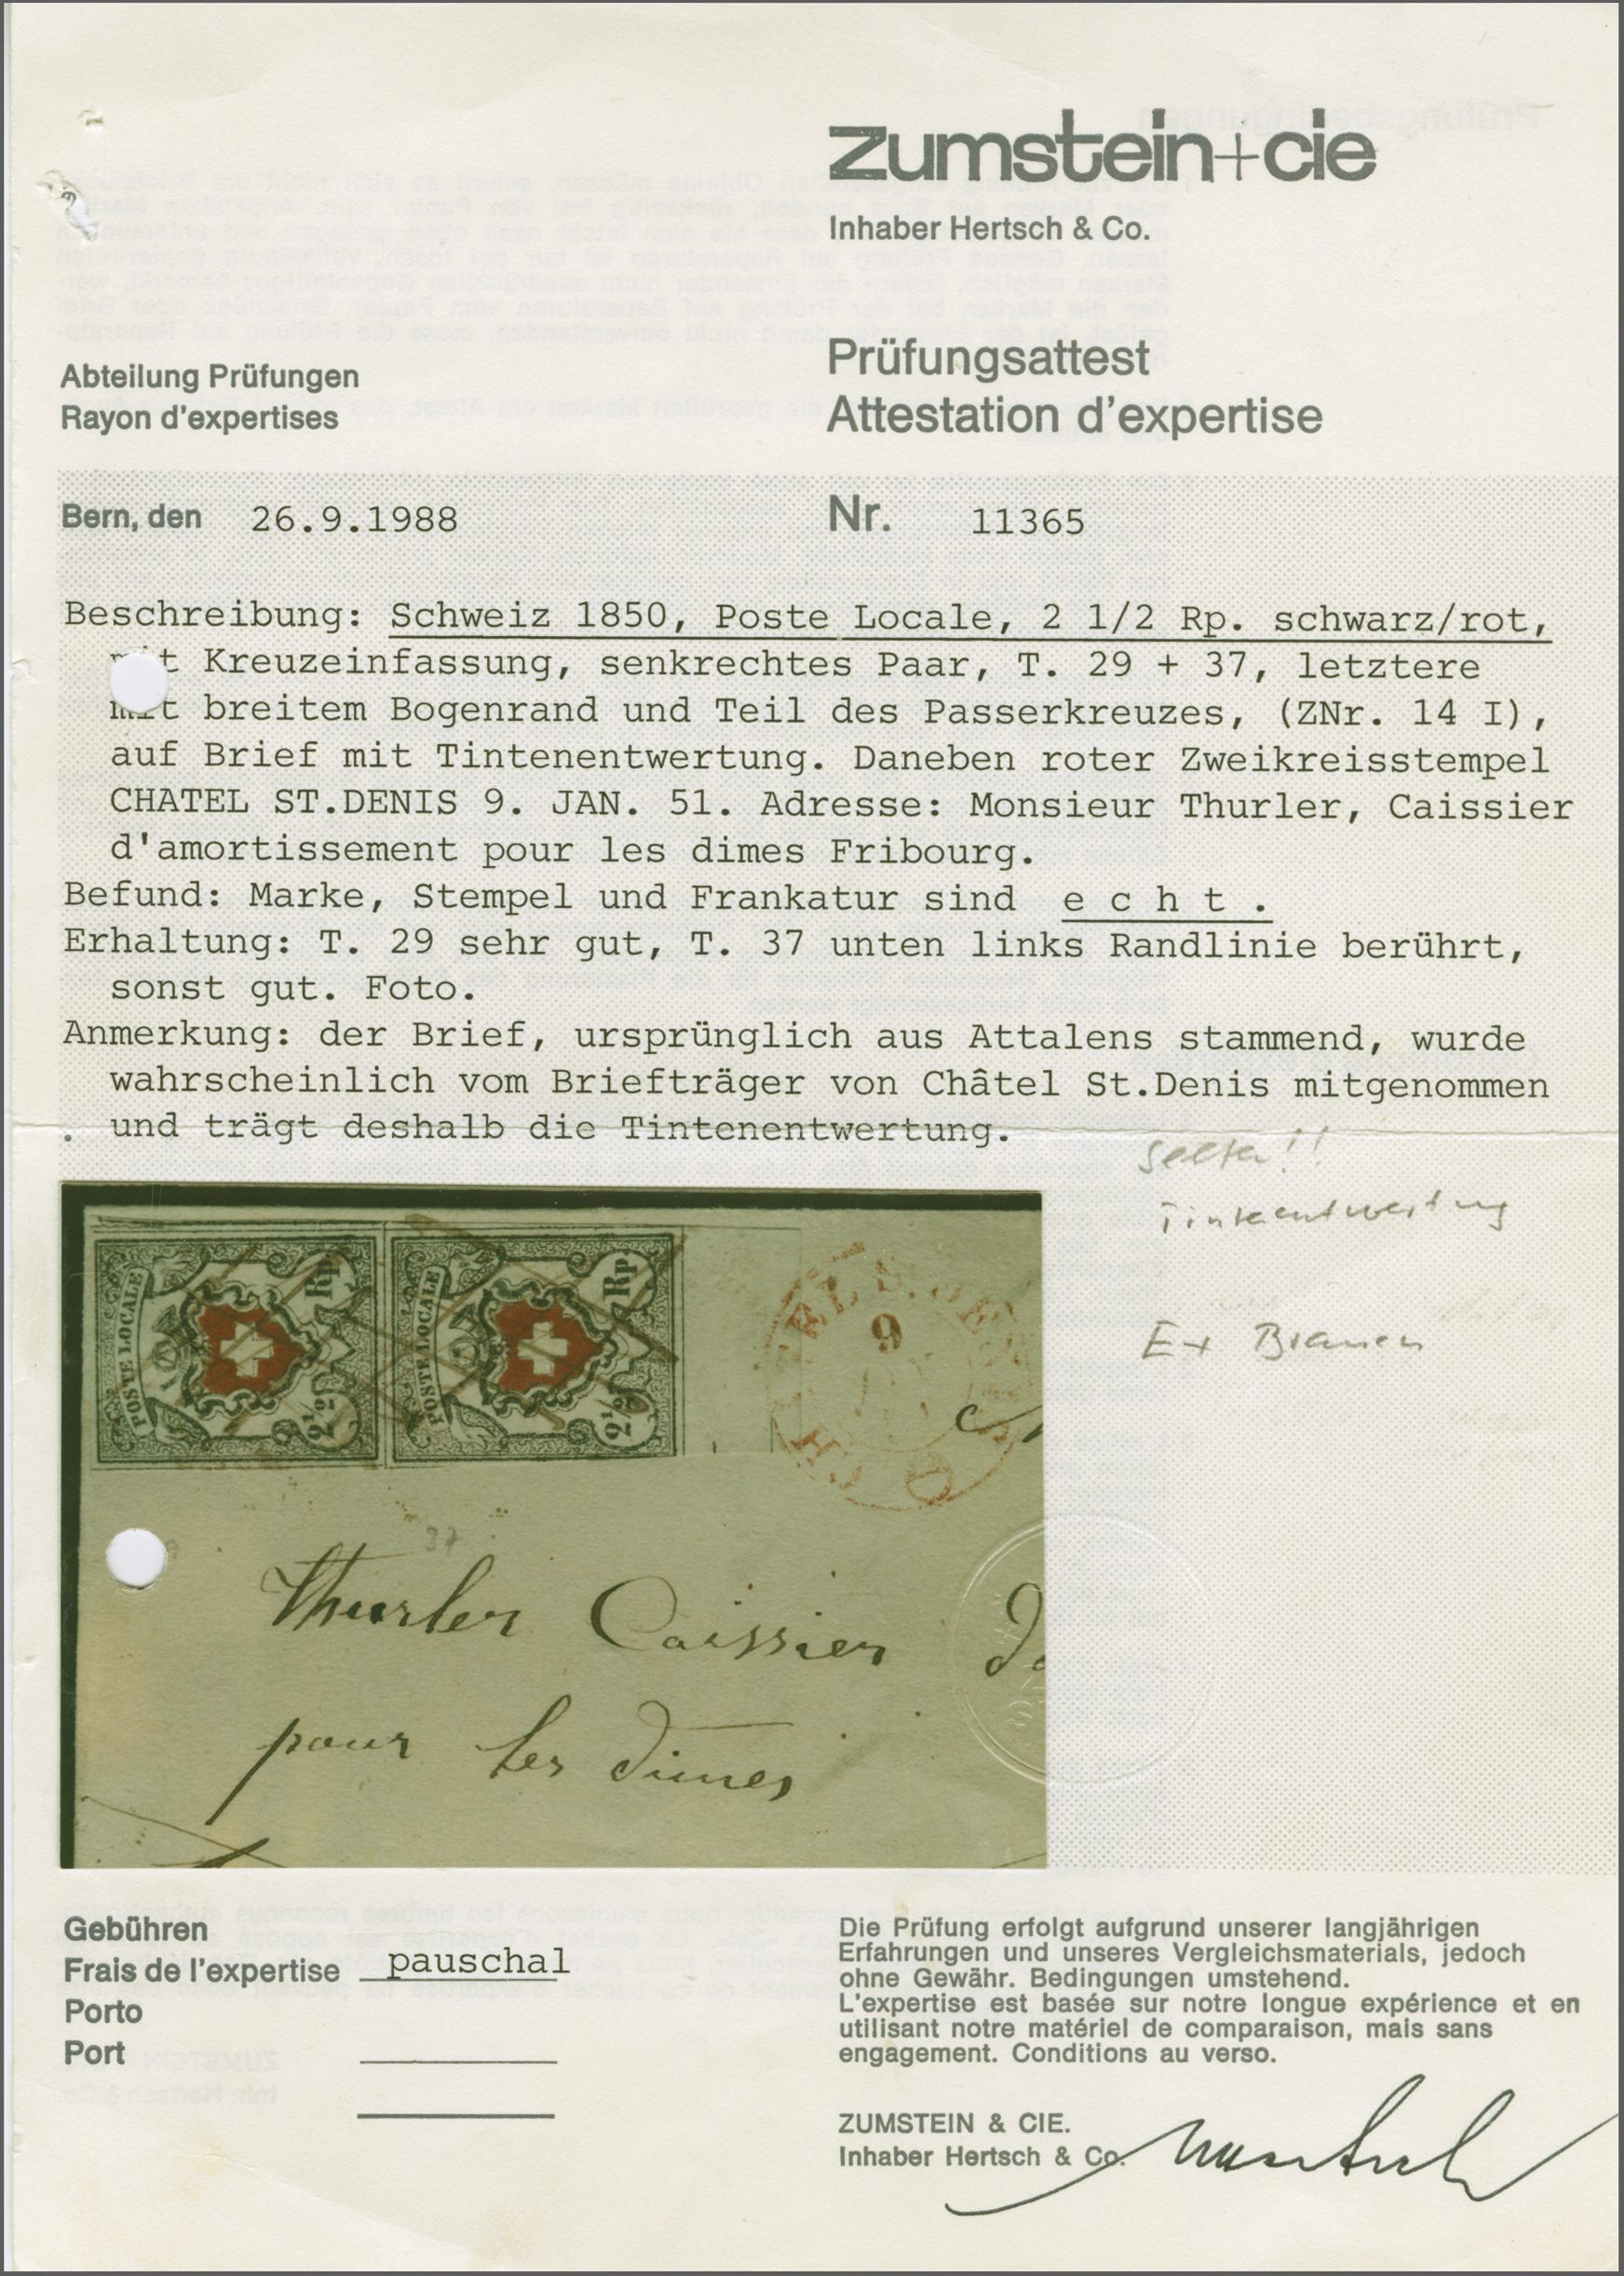 zumstein+cie
Inhaber Hertsch & Co.
Prüfungsattest
Attestation d'expertise
Abteilung Prüfungen
Rayon d'expertises
Bern, den 26.9.1988 Nr. 11365
Beschreibung: Schweiz 1850, Poste Locale, 2 1/2 Rp. schwarz/rot,
mit Kreuzeinfassung, senkrechtes Paar, T. 29 + 37, letztere
mit breitem Bogenrand und Teil des Passerkreuzes, (ZNr. 14 I),
auf Brief mit Tintenentwertung. Daneben roter Zweikreisstempel
CHATEL ST.DENIS 9. JAN. 51. Adresse: Monsieur Thurler, Caissier
d'amortissement pour les dimes Fribourg.
Befund: Marke, Stempel und Frankatur sind e c h t .
Erhaltung: T. 29 sehr gut, T. 37 unten links Randlinie berührt,
sonst gut. Foto.
Anmerkung: der Brief, ursprünglich aus Attalens stammend, wurde
wahrscheinlich vom Briefträger von Châtel St.Denis mitgenommen
. und trägt deshalb die Tintenentwertung.
Tintenentwertung
POSTE LOCALE
2½ Rp
POSTE LOCALE
2½ Rp
9
37
Thurler Caissier
pour les dimes
Gebühren
Frais de l'expertise pauschal
Porto
Port
Die Prüfung erfolgt aufgrund unserer langjährigen
Erfahrungen und unseres Vergleichsmaterials, jedoch
ohne Gewähr. Bedingungen umstehend.
L'expertise est basée sur notre longue expérience et en
utilisant notre matériel de comparaison, mais sans
engagement. Conditions au verso.
ZUMSTEIN & CIE.
Inhaber Hertsch & Co.